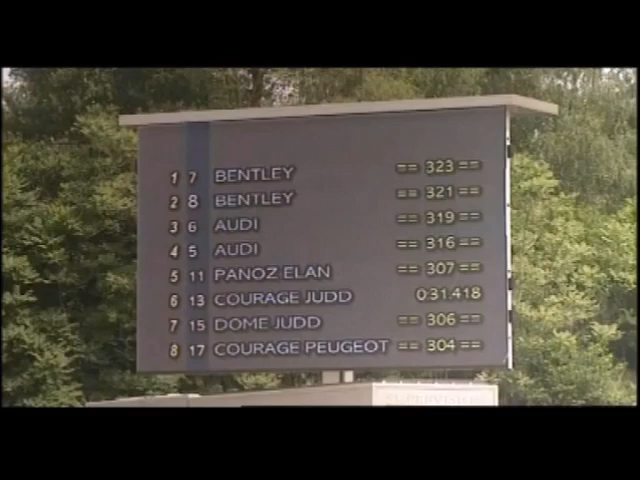 1 7 BENTLEY == 323 ==
2 8 BENTLEY == 321 ==
3 6 AUDI == 319 ==
4 5 AUDI == 316 ==
5 11 PANOZ ELAN == 307 ==
6 13 COURAGE JUDD 0:31.418
7 15 DOME JUDD == 306 ==
8 17 COURAGE PEUGEOT == 304 ==
SUPERVISION